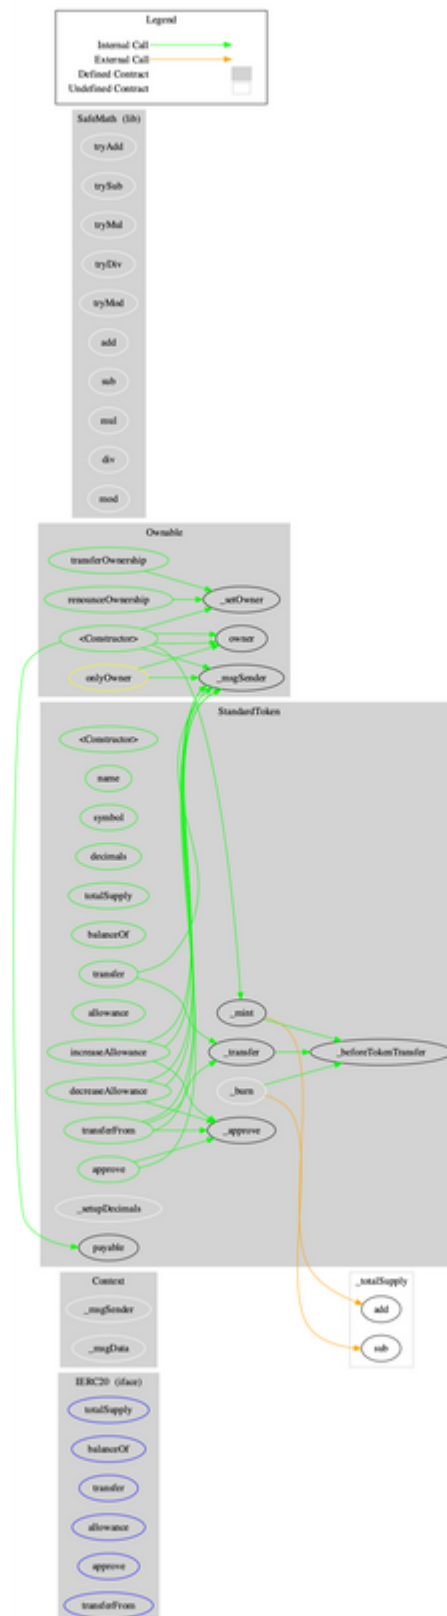 Legend
Internal Call
External Call
Defined Contract
Undefined Contract
SafeMath (lib)
tryAdd
trySub
tryMul
tryDiv
tryMod
add
sub
mul
div
mod
Ownable
transferOwnership
renounceOwnership
_setOwner
<Constructor>
owner
onlyOwner
_msgSender
StandardToken
<Constructor>
name
symbol
decimals
totalSupply
balanceOf
transfer
allowance
_mint
increaseAllowance
_transfer
_beforeTokenTransfer
decreaseAllowance
_burn
transferFrom
_approve
approve
_setupDecimals
payable
Context
_totalSupply
_msgSender
add
_msgData
sub
IERC20 (iface)
totalSupply
balanceOf
transfer
allowance
approve
transferFrom